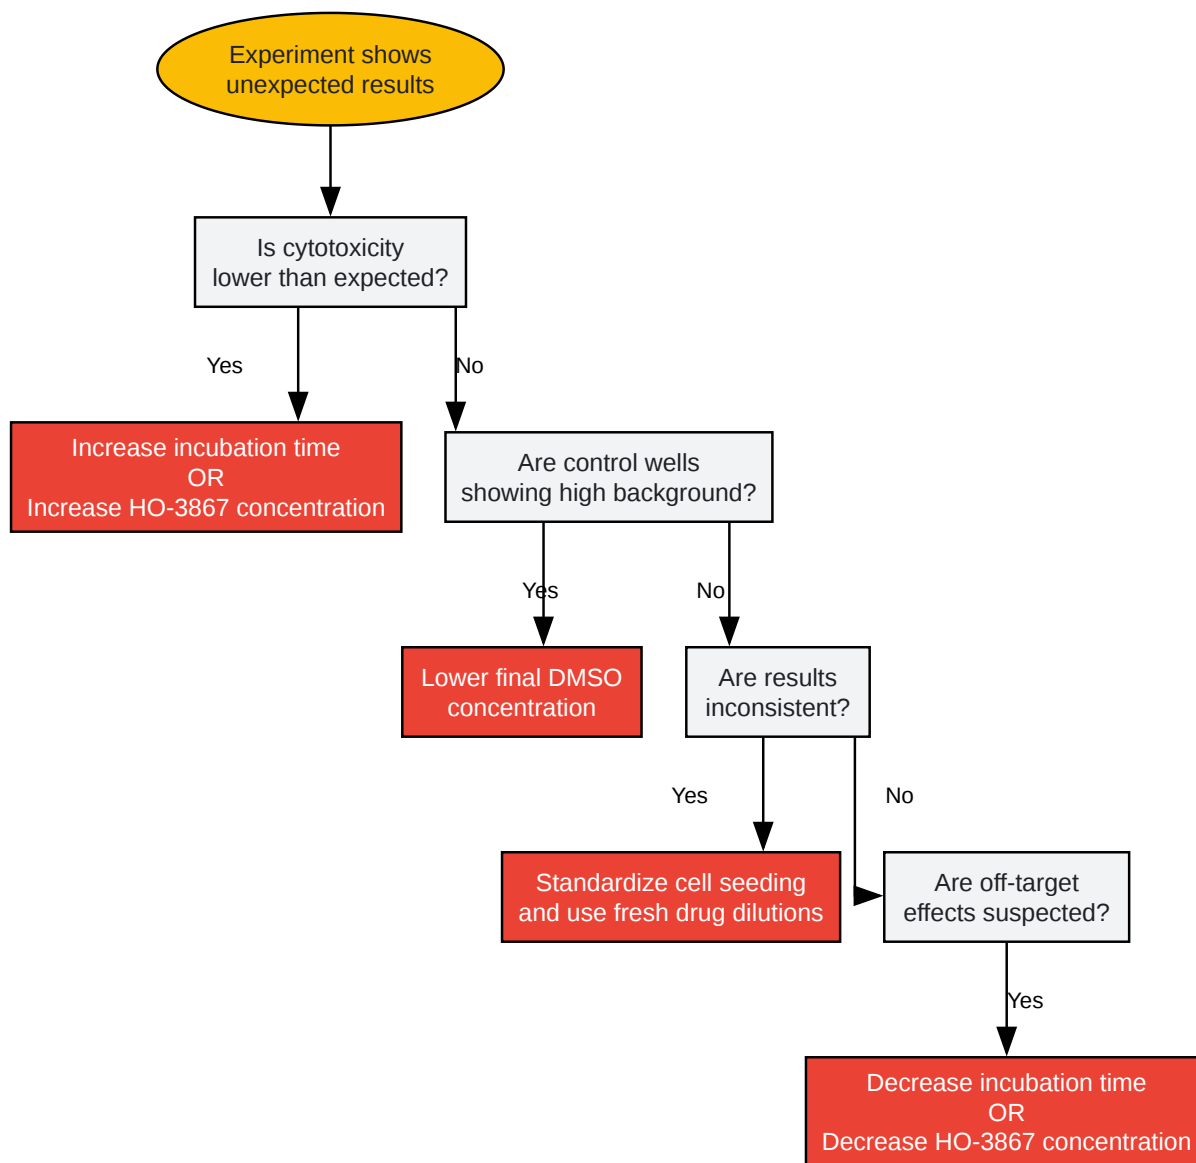 Experiment shows
unexpected results
Is cytotoxicity
lower than expected?
Yes
No
Increase incubation time
OR
Increase HO-3867 concentration
Are control wells
showing high background?
Yes
No
Lower final DMSO
concentration
Are results
inconsistent?
Yes
No
Standardize cell seeding
and use fresh drug dilutions
Are off-target
effects suspected?
Yes
Decrease incubation time
OR
Decrease HO-3867 concentration